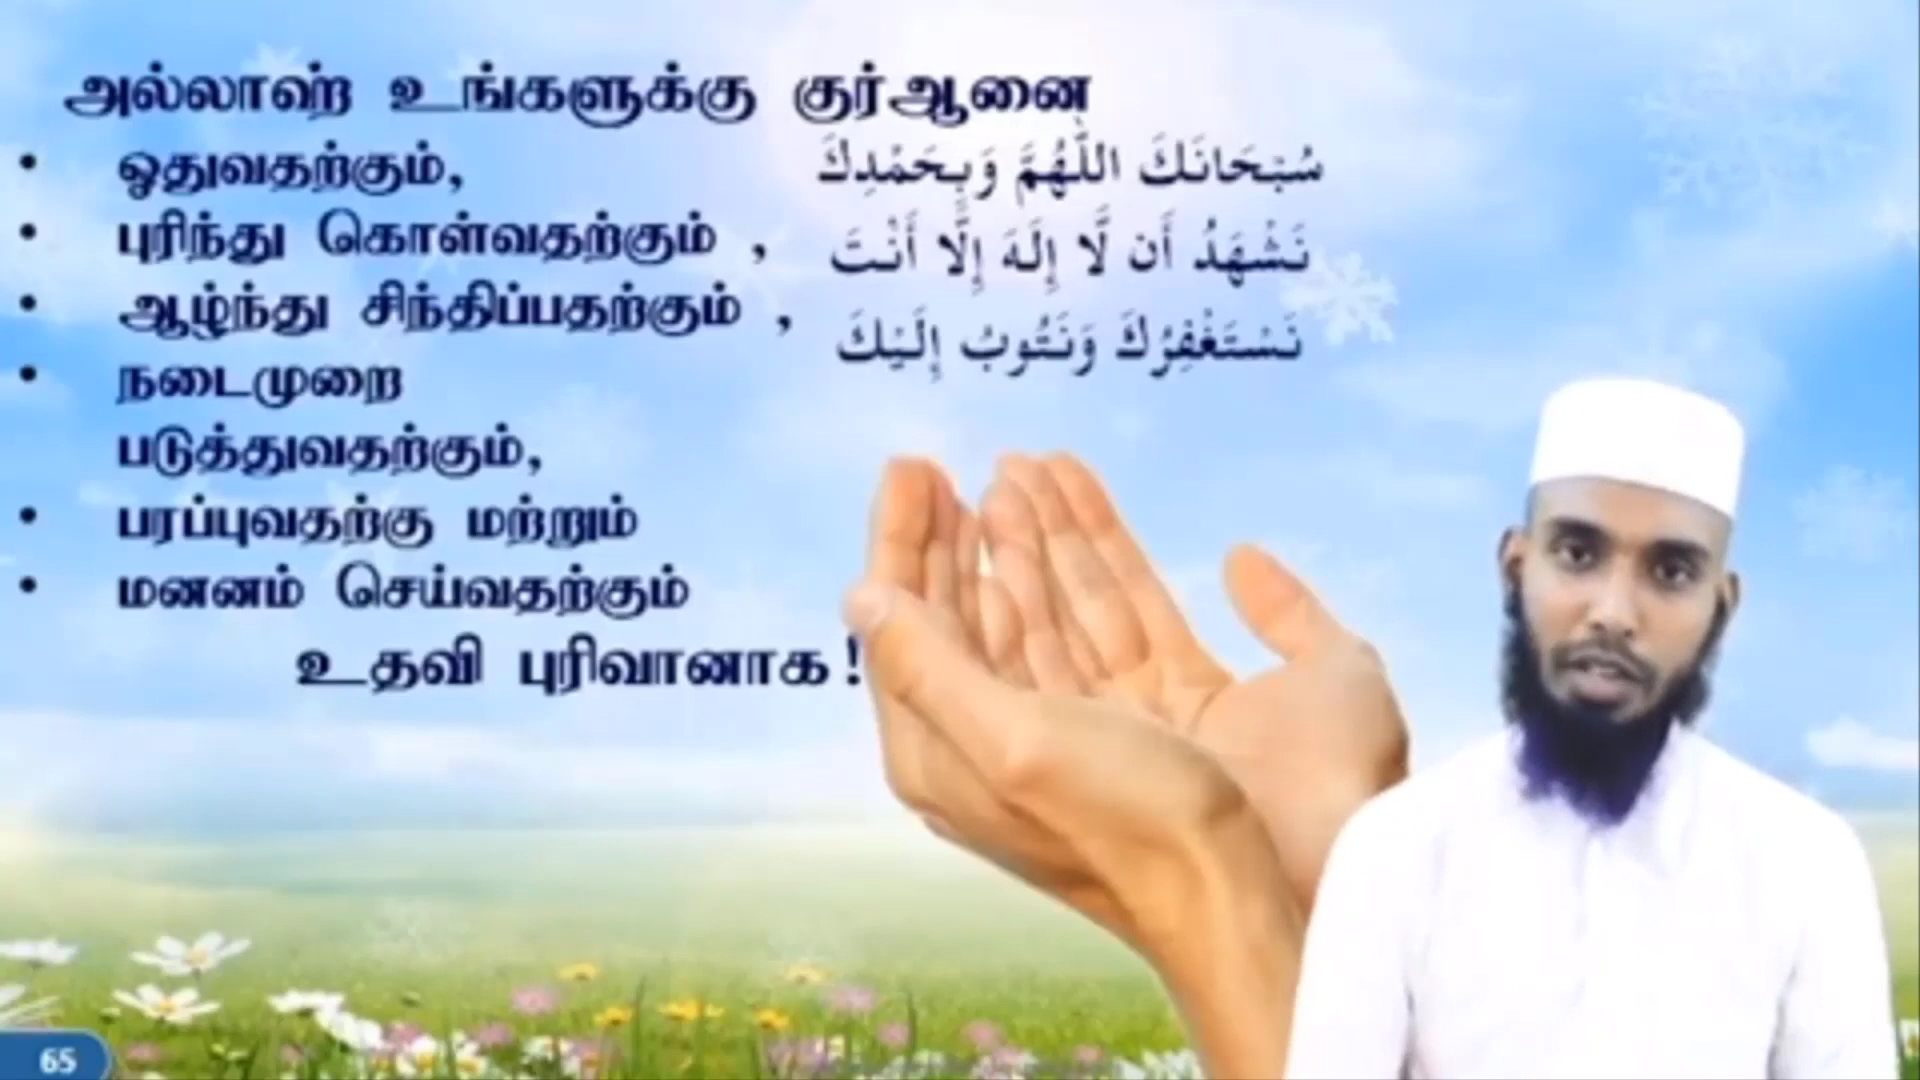 அல்லாஹ் உங்களுக்கு குர்ஆனை
• ஓதுவதற்கும்,
• புரிந்து கொள்வதற்கும் ,
• ஆழ்ந்து சிந்திப்பதற்கும் ,
• நடைமுறை
படுத்துவதற்கும்,
• பரப்புவதற்கு மற்றும்
• மனனம் செய்வதற்கும்
உதவி புரிவானாக!
سُبْحَانَكَ اللَّهُمَّ وَبِحَمْدِكَ
نَشْهَدُ أَن لَّا إِلَهَ إِلَّا أَنْتَ
نَسْتَغْفِرُكَ وَنَتُوبُ إِلَيْكَ
65